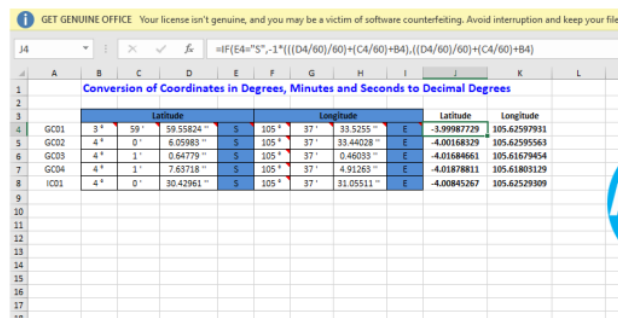 GET GENUINE OFFICE Your license isn't genuine, and you may be a victim of software counterfeiting. Avoid interruption and keep your file
J4 fx =IF(E4="S",-1*(((D4/60)/60)+(C4/60)+B4),((D4/60)/60)+(C4/60)+B4)
A B C D E F G H I J K L
1 Conversion of Coordinates in Degrees, Minutes and Seconds to Decimal Degrees
2
3 Latitude Longitude Latitude Longitude
4 GC01 3 ° 59 ' 59.55824 " S 105 ° 37 ' 33.5255 " E -3.99987729 105.62597931
5 GC02 4 ° 0 ' 6.05983 " S 105 ° 37 ' 33.44028 " E -4.00168329 105.62595563
6 GC03 4 ° 1 ' 0.64779 " S 105 ° 37 ' 0.46033 " E -4.01684661 105.61679454
7 GC04 4 ° 1 ' 7.63718 " S 105 ° 37 ' 4.91263 " E -4.01878811 105.61803129
8 IC01 4 ° 0 ' 30.42961 " S 105 ° 37 ' 31.05511 " E -4.00845267 105.62529309
9
10
11
12
13
14
15
16
17